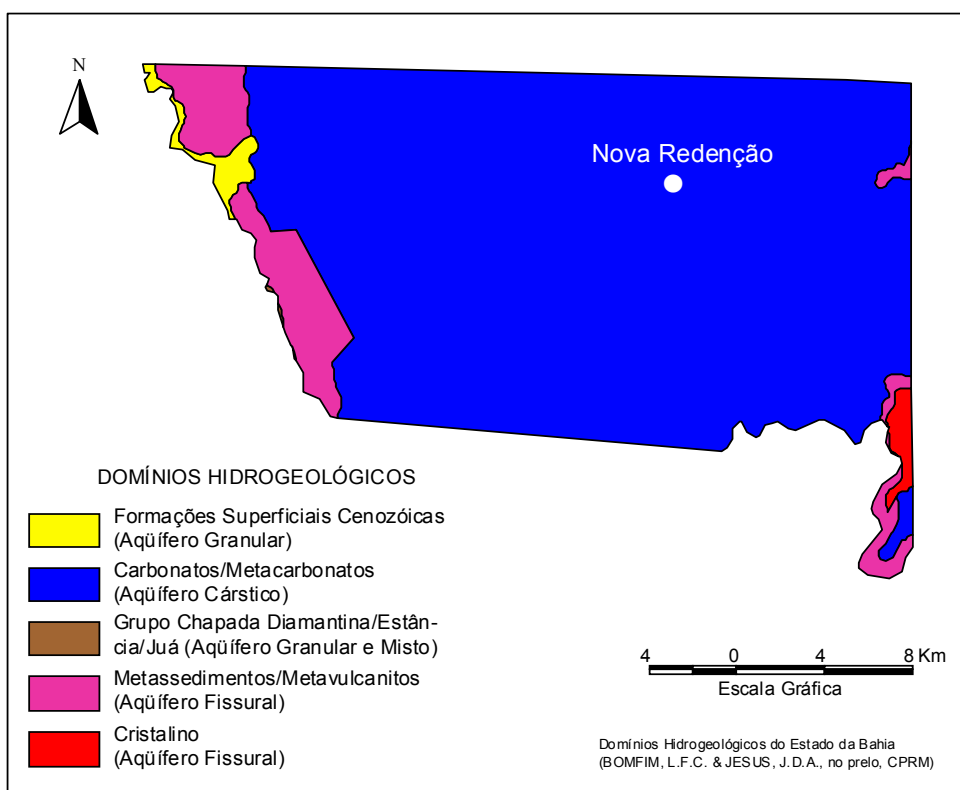 N
Nova Redenção
DOMÍNIOS HIDROGEOLÓGICOS
Formações Superficiais Cenozóicas
(Aqüífero Granular)
Carbonatos/Metacarbonatos
(Aqüífero Cárstico)
Grupo Chapada Diamantina/Estân-
cia/Juá (Aqüífero Granular e Misto)
Metassedimentos/Metavulcanitos
(Aqüífero Fissural)
Cristalino
(Aqüífero Fissural)
4 0 4 8 Km
Escala Gráfica
Domínios Hidrogeológicos do Estado da Bahia
(BOMFIM, L.F.C. & JESUS, J.D.A., no prelo, CPRM)